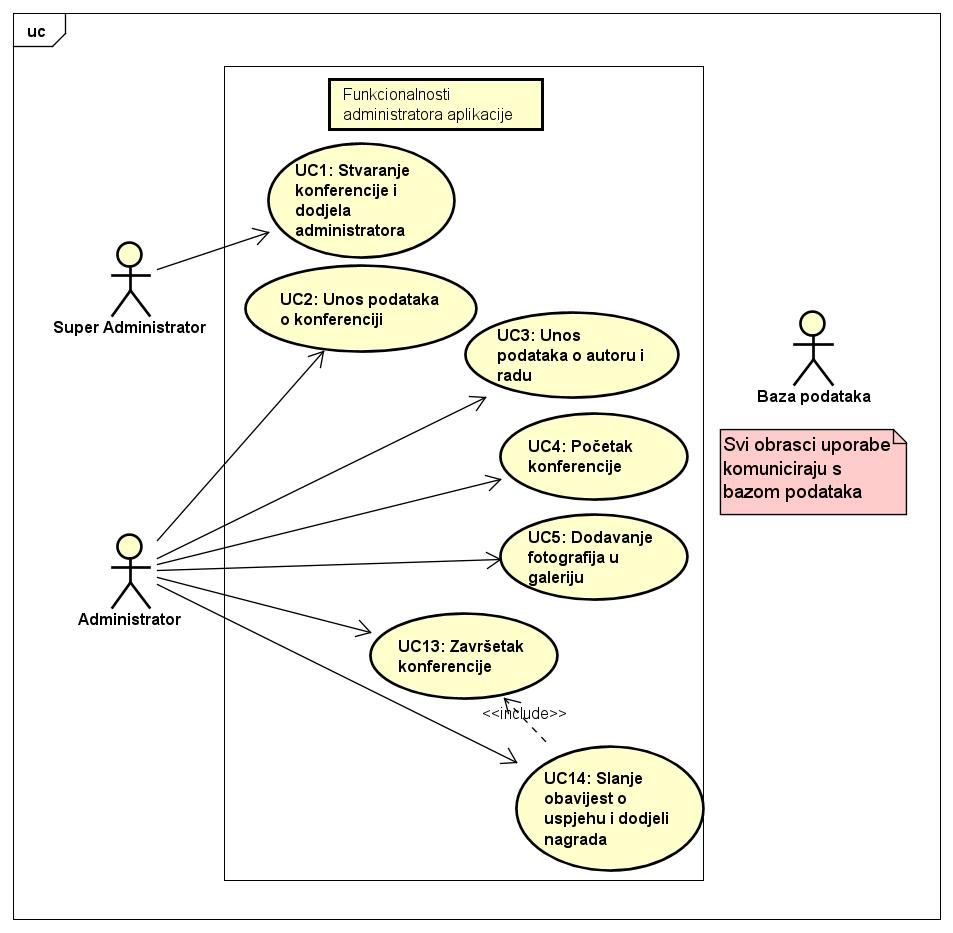 uc
Funkcionalnosti
administratora aplikacije
UC1: Stvaranje
konferencije i
dodjela
administratora
Super Administrator
UC2: Unos podataka
o konferenciji
UC3: Unos
podataka o autoru i
radu
Baza podataka
Svi obrasci uporabe
komuniciraju s
bazom podataka
UC4: Početak
konferencije
UC5: Dodavanje
fotografija u
galeriju
Administrator
UC13: Završetak
konferencije
<<include>>
UC14: Slanje
obavijest o
uspjehu i dodjeli
nagrada